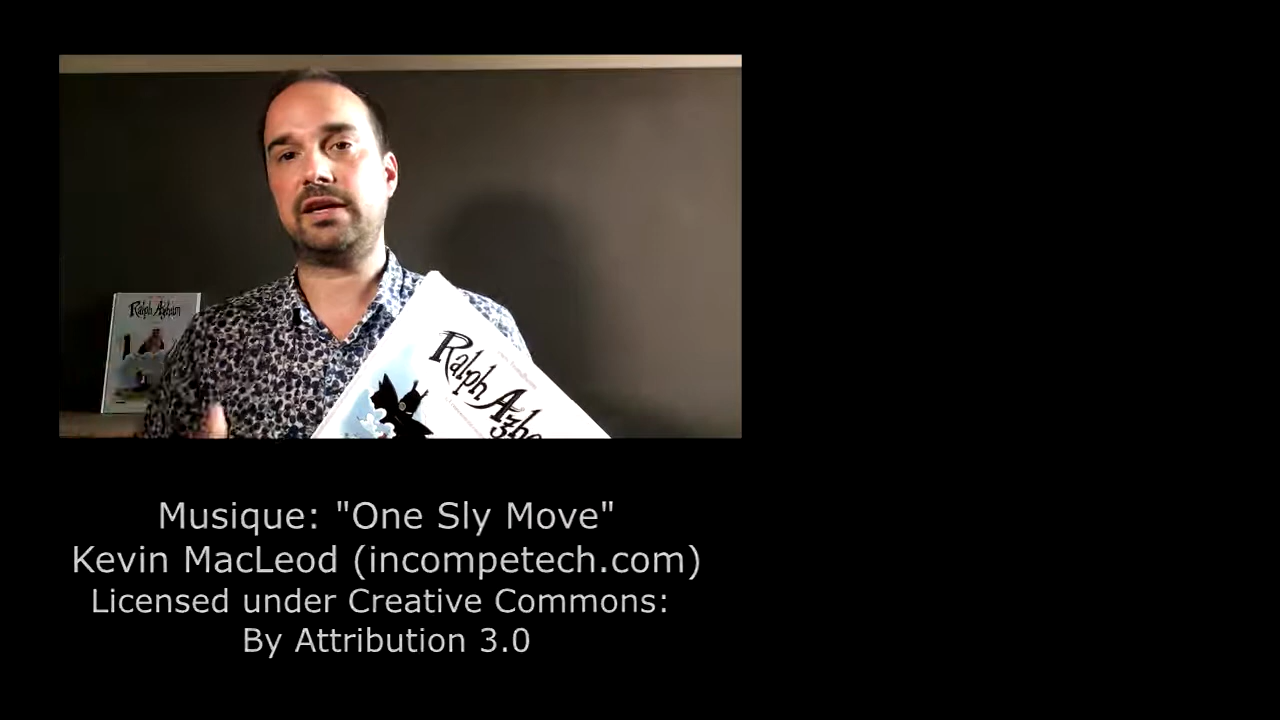 Ralph Azham
Ralph Azha
Musique: "One Sly Move"
Kevin MacLeod (incompetech.com)
Licensed under Creative Commons:
By Attribution 3.0